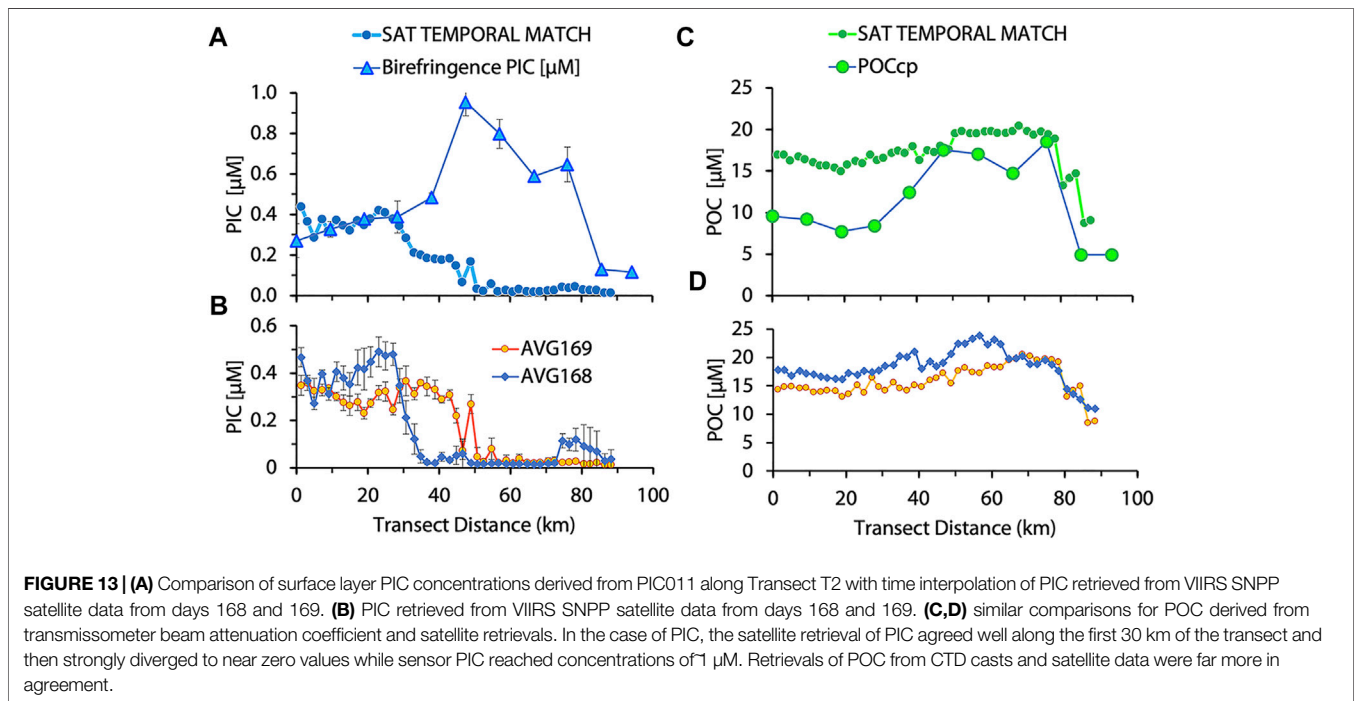 A
SAT TEMPORAL MATCH
Birefringence PIC [µM]
1.0
0.8
0.6
0.4
0.2
0.0
PIC [µM]
B
AVG169
AVG168
0.6
0.4
0.2
0
PIC [µM]
0 20 40 60 80 100
Transect Distance (km)
C
SAT TEMPORAL MATCH
POCcp
25
20
15
10
5
0
POC [µM]
D
25
20
15
10
5
0
POC [µM]
0 20 40 60 80 100
Transect Distance (km)
FIGURE 13 | (A) Comparison of surface layer PIC concentrations derived from PIC011 along Transect T2 with time interpolation of PIC retrieved from VIIRS SNPP
satellite data from days 168 and 169. (B) PIC retrieved from VIIRS SNPP satellite data from days 168 and 169. (C,D) similar comparisons for POC derived from
transmissometer beam attenuation coefficient and satellite retrievals. In the case of PIC, the satellite retrieval of PIC agreed well along the first 30 km of the transect and
then strongly diverged to near zero values while sensor PIC reached concentrations of ~1 µM. Retrievals of POC from CTD casts and satellite data were far more in
agreement.